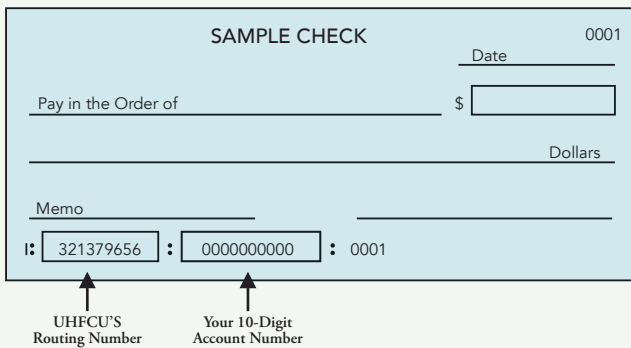 SAMPLE CHECK 0001
Date
Pay in the Order of $
Dollars
Memo
⑆ 321379656 ⑆ 0000000000 ⑆ 0001
UHFCU'S Your 10-Digit
Routing Number Account Number